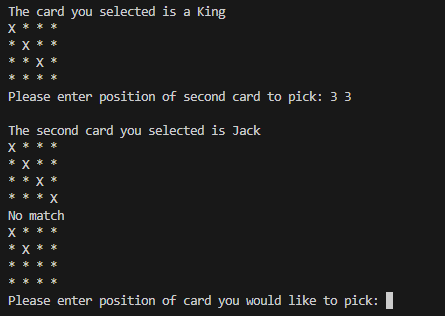 The card you selected is a King
X * * *
* X * *
* * X *
* * * *
Please enter position of second card to pick: 3 3
The second card you selected is Jack
X * * *
* X * *
* * X *
* * * X
No match
X * * *
* X * *
* * * *
* * * *
Please enter position of card you would like to pick: